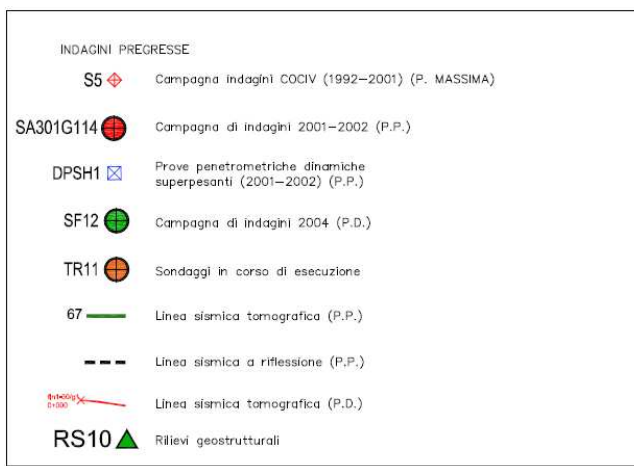 INDAGINI PREGRESSE
S5 Campagna indagini COCIV (1992-2001) (P. MASSIMA)
SA301G114 Campagna di indagini 2001-2002 (P.P.)
DPSH1 Prove penetrometriche dinamiche
superpesanti (2001-2002) (P.P.)
SF12 Campagna di indagini 2004 (P.D.)
TR11 Sondaggi in corso di esecuzione
67 Linea sismica tomografica (P.P.)
Linea sismica a riflessione (P.P.)
0+000 Linea sismica tomografica (P.D.)
RS10 Rilievi geostrutturali